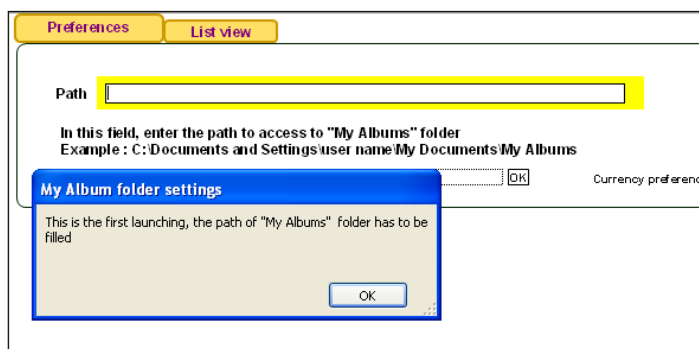 Preferences
List view
Path
In this field, enter the path to access to "My Albums" folder
Example : C:\Documents and Settings\user name\My Documents\My Albums
OK
Currency preferenc
My Album folder settings
This is the first launching, the path of "My Albums" folder has to be
filled
OK